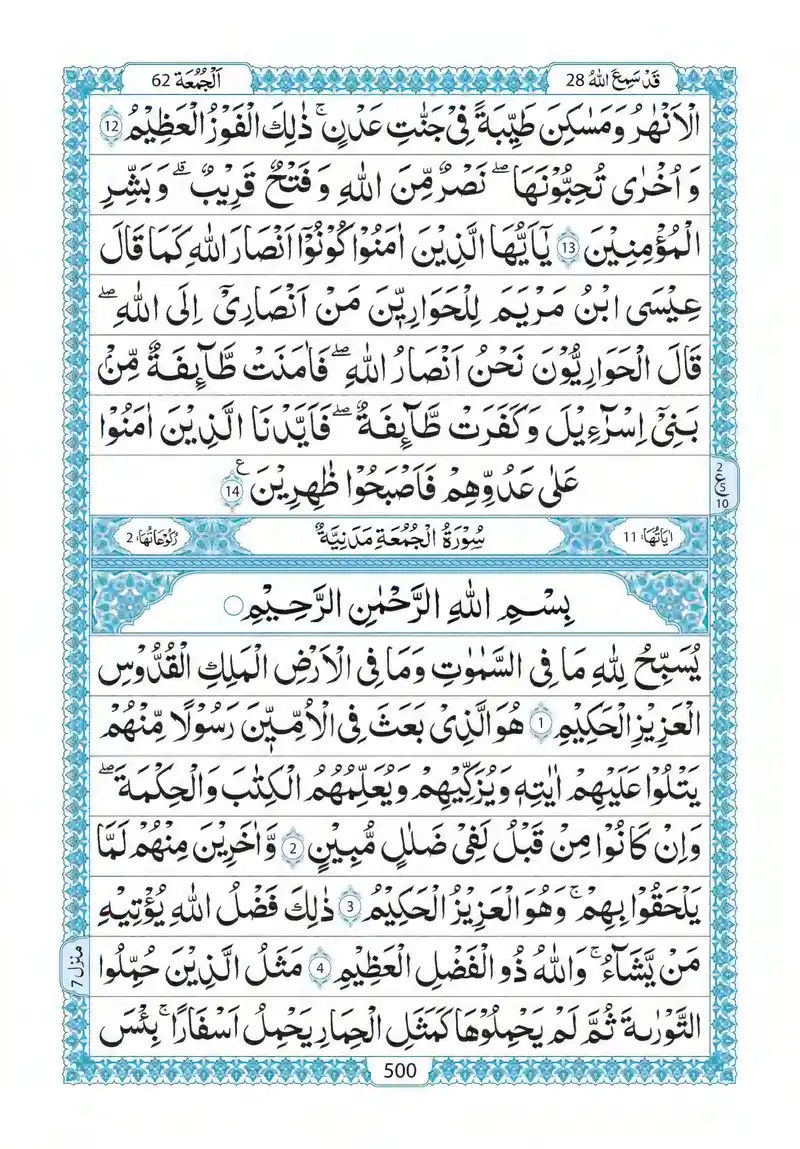 قَدۡ سَمِعَ اللّٰهُ 28
اَلۡجُمُعَة 62
الۡاَنۡهٰرُ وَمَسٰكِنَ طَيِّبَةً فِىۡ جَنّٰتِ عَدۡنٍ‌ ؕ ذٰلِكَ الۡفَوۡزُ الۡعَظِيۡمُ 12
وَ اُخۡرٰى تُحِبُّوۡنَهَا‌ ؕ نَصۡرٌ مِّنَ اللّٰهِ وَ فَتۡحٌ قَرِيۡبٌ‌ ؕ وَبَشِّرِ
الۡمُؤۡمِنِيۡنَ 13 يٰۤاَيُّهَا الَّذِيۡنَ اٰمَنُوۡا كُوۡنُوۡۤا اَنۡصَارَ اللّٰهِ كَمَا قَالَ
عِيۡسَى ابۡنُ مَرۡيَمَ لِلۡحَوَارِيّٖنَ مَنۡ اَنۡصَارِىۡۤ اِلَى اللّٰهِ‌ؕ
قَالَ الۡحَوَارِيُّوۡنَ نَحۡنُ اَنۡصَارُ اللّٰهِ‌ؕ فَاٰمَنَتۡ طَّآئِفَةٌ مِّنۡۢ
بَنِىۡۤ اِسۡرَآءِيۡلَ وَكَفَرَتۡ طَّآئِفَةٌ‌ ؕ فَاَيَّدۡنَا الَّذِيۡنَ اٰمَنُوۡا
عَلٰى عَدُوِّهِمۡ فَاَصۡبَحُوۡا ظٰهِرِيۡنَ 14
2
ع
5
10
اٰيَاتُهَا: 11
سُوۡرَةُ الۡجُمُعَةِ مَدَنِيَّةٌ
رُكُوۡعَاتُهَا: 2
بِسۡمِ اللّٰهِ الرَّحۡمٰنِ الرَّحِيۡمِ
يُسَبِّحُ لِلّٰهِ مَا فِى السَّمٰوٰتِ وَمَا فِى الۡاَرۡضِ الۡمَلِكِ الۡقُدُّوۡسِ
الۡعَزِيۡزِ الۡحَكِيۡمِ 1 هُوَ الَّذِىۡ بَعَثَ فِى الۡاُمِّيّٖنَ رَسُوۡلًا مِّنۡهُمۡ
يَتۡلُوۡا عَلَيۡهِمۡ اٰيٰتِهٖ وَيُزَكِّيۡهِمۡ وَيُعَلِّمُهُمُ الۡكِتٰبَ وَالۡحِكۡمَةَ ۖ
وَاِنۡ كَانُوۡا مِنۡ قَبۡلُ لَفِىۡ ضَلٰلٍ مُّبِيۡنٍ 2 وَّاٰخَرِيۡنَ مِنۡهُمۡ لَمَّا
يَلۡحَقُوۡا بِهِمۡ‌ؕ وَهُوَ الۡعَزِيۡزُ الۡحَكِيۡمُ 3 ذٰلِكَ فَضۡلُ اللّٰهِ يُؤۡتِيۡهِ
مَنۡ يَّشَآءُ‌ ؕ وَاللّٰهُ ذُو الۡفَضۡلِ الۡعَظِيۡمِ 4 مَثَلُ الَّذِيۡنَ حُمِّلُوا
منزل 7
التَّوۡرٰٮةَ ثُمَّ لَمۡ يَحۡمِلُوۡهَا كَمَثَلِ الۡحِمَارِ يَحۡمِلُ اَسۡفَارًا‌ ؕ بِئۡسَ
500